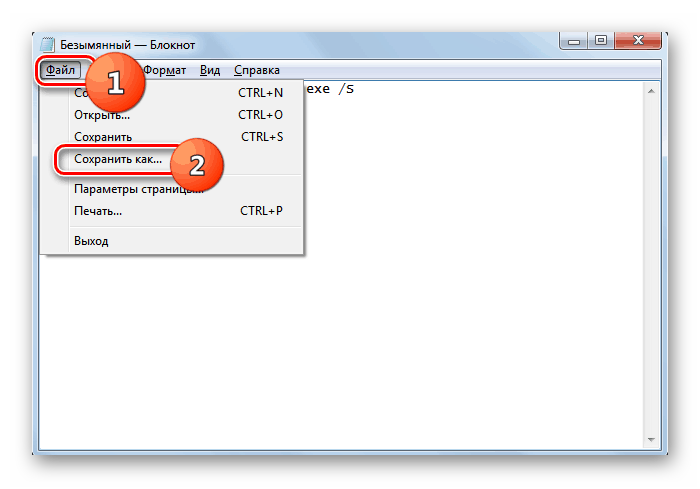 Безымянный — Блокнот
Файл Формат Вид Справка
1
exe /S
CTRL+N
Открыть... CTRL+O
Сохранить CTRL+S
Сохранить как...
2
Параметры страницы...
Печать... CTRL+P
Выход